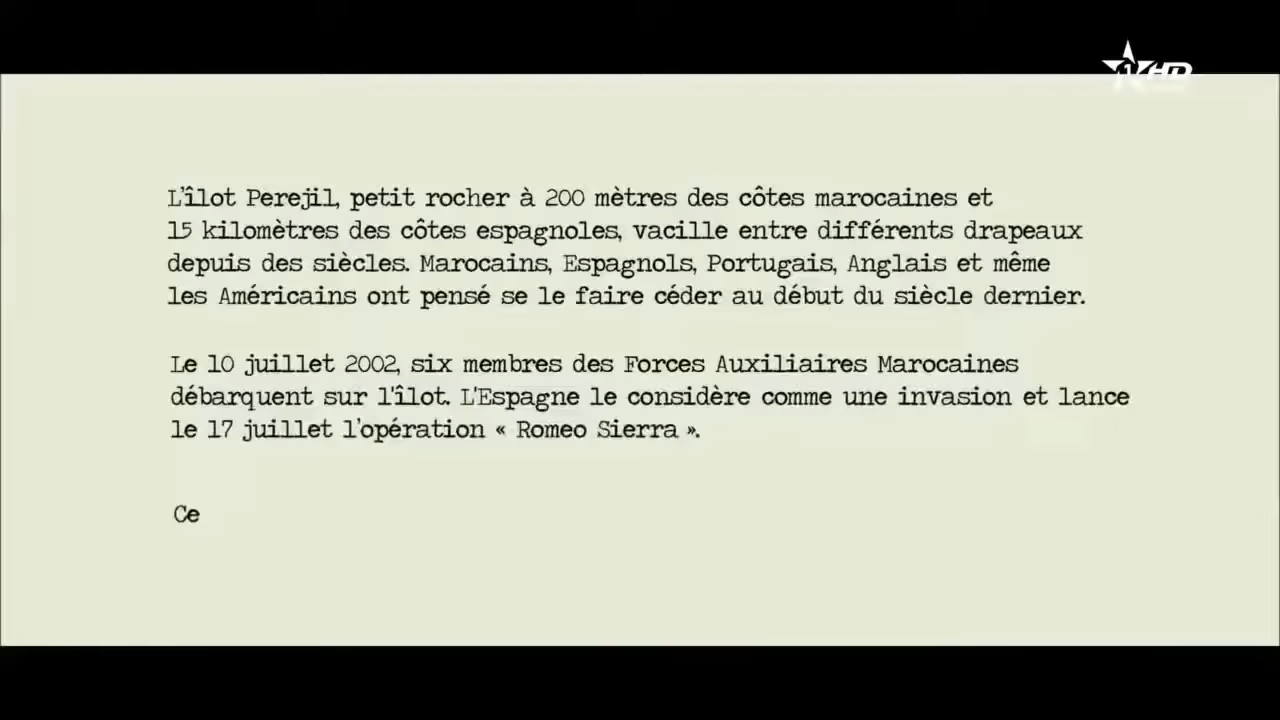 HD
L'îlot Perejil, petit rocher à 200 mètres des côtes marocaines et
15 kilomètres des côtes espagnoles, vacille entre différents drapeaux
depuis des siècles. Marocains, Espagnols, Portugais, Anglais et même
les Américains ont pensé se le faire céder au début du siècle dernier.
Le 10 juillet 2002, six membres des Forces Auxiliaires Marocaines
débarquent sur l'îlot. L'Espagne le considère comme une invasion et lance
le 17 juillet l'opération « Romeo Sierra ».
Ce